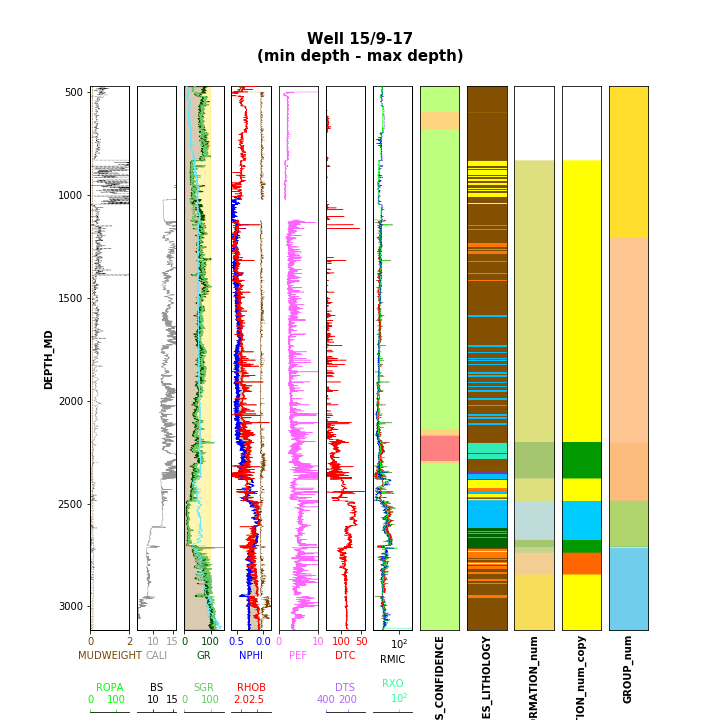 Well 15/9-17
(min depth - max depth)
500
1000
1500
2000
2500
3000
DEPTH_MD
0 2
MUDWEIGHT
ROPA
0 100
10 15
CALI
BS
10 15
0 100
GR
SGR
0 100
0.5 0.0
NPHI
RHOB
2.02.5
0 10
PEF
100 50
DTC
DTS
400 200
10²
RMIC
RXO
10²
S_CONFIDENCE
ES_LITHOLOGY
RMATION_num
TION_num_copy
GROUP_num